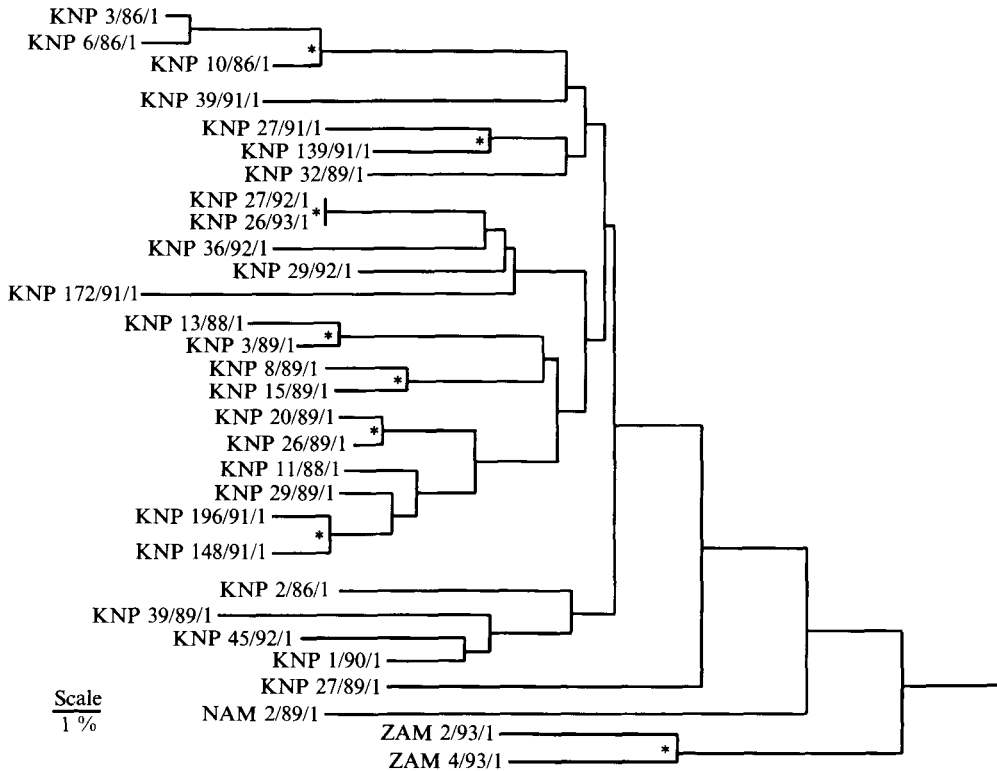 KNP 3/86/1
KNP 6/86/1
*
KNP 10/86/1
KNP 39/91/1
KNP 27/91/1
*
KNP 139/91/1
KNP 32/89/1
KNP 27/92/1
*
KNP 26/93/1
KNP 36/92/1
KNP 29/92/1
KNP 172/91/1
KNP 13/88/1
*
KNP 3/89/1
KNP 8/89/1
*
KNP 15/89/1
KNP 20/89/1
*
KNP 26/89/1
KNP 11/88/1
KNP 29/89/1
KNP 196/91/1
*
KNP 148/91/1
KNP 2/86/1
KNP 39/89/1
KNP 45/92/1
KNP 1/90/1
KNP 27/89/1
Scale
1 %
NAM 2/89/1
ZAM 2/93/1
*
ZAM 4/93/1